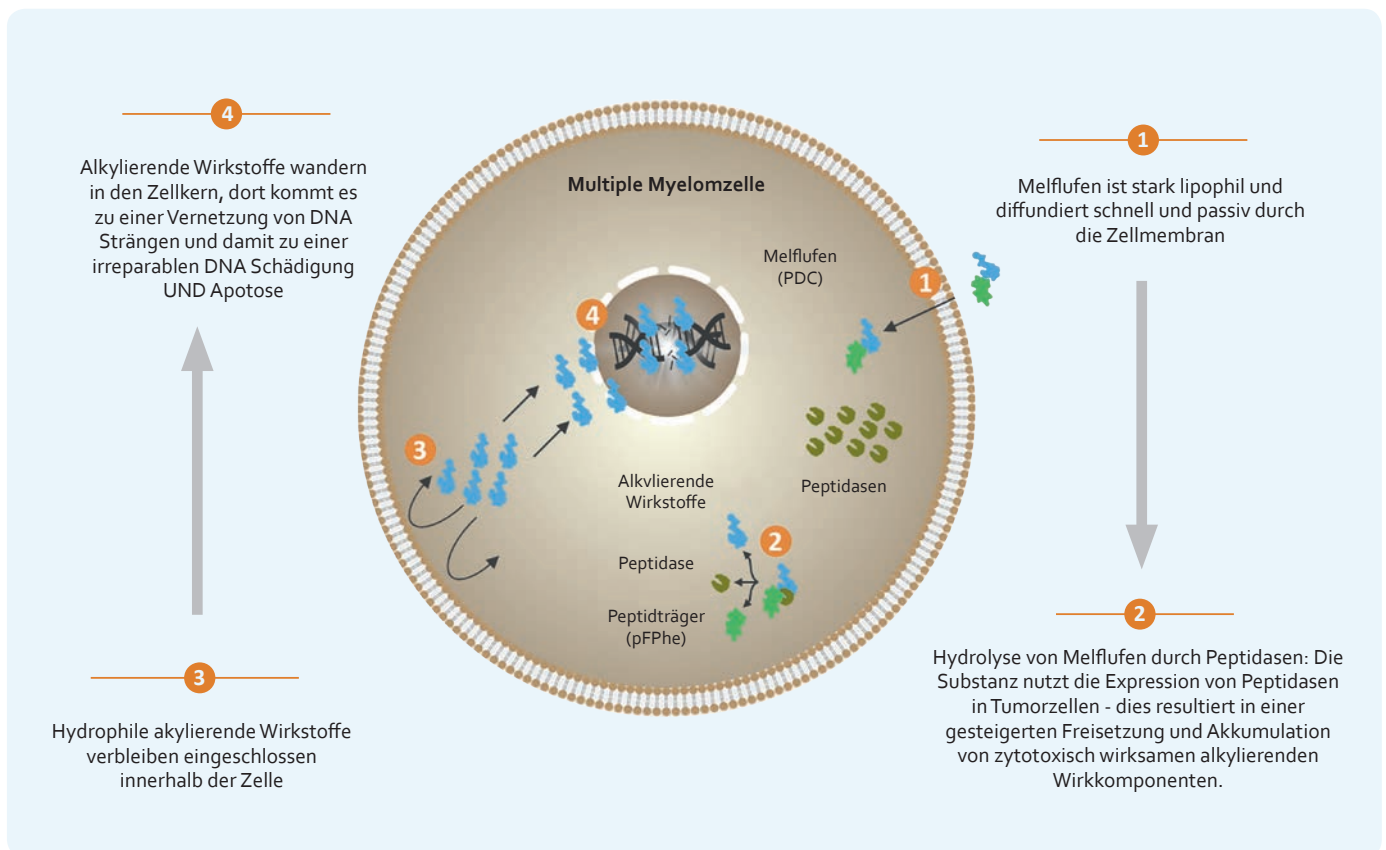 4
Alkylierende Wirkstoffe wandern
in den Zellkern, dort kommt es
zu einer Vernetzung von DNA
Strängen und damit zu einer
irreparablen DNA Schädigung
UND Apotose
3
Hydrophile akylierende Wirkstoffe
verbleiben eingeschlossen
innerhalb der Zelle
Multiple Myelomzelle
Melflufen
(PDC)
1
4
3
Peptidasen
Alkvlierende
Wirkstoffe
2
Peptidase
Peptidträger
(pFPhe)
1
Melflufen ist stark lipophil und
diffundiert schnell und passiv durch
die Zellmembran
2
Hydrolyse von Melflufen durch Peptidasen: Die
Substanz nutzt die Expression von Peptidasen
in Tumorzellen - dies resultiert in einer
gesteigerten Freisetzung und Akkumulation
von zytotoxisch wirksamen alkylierenden
Wirkkomponenten.